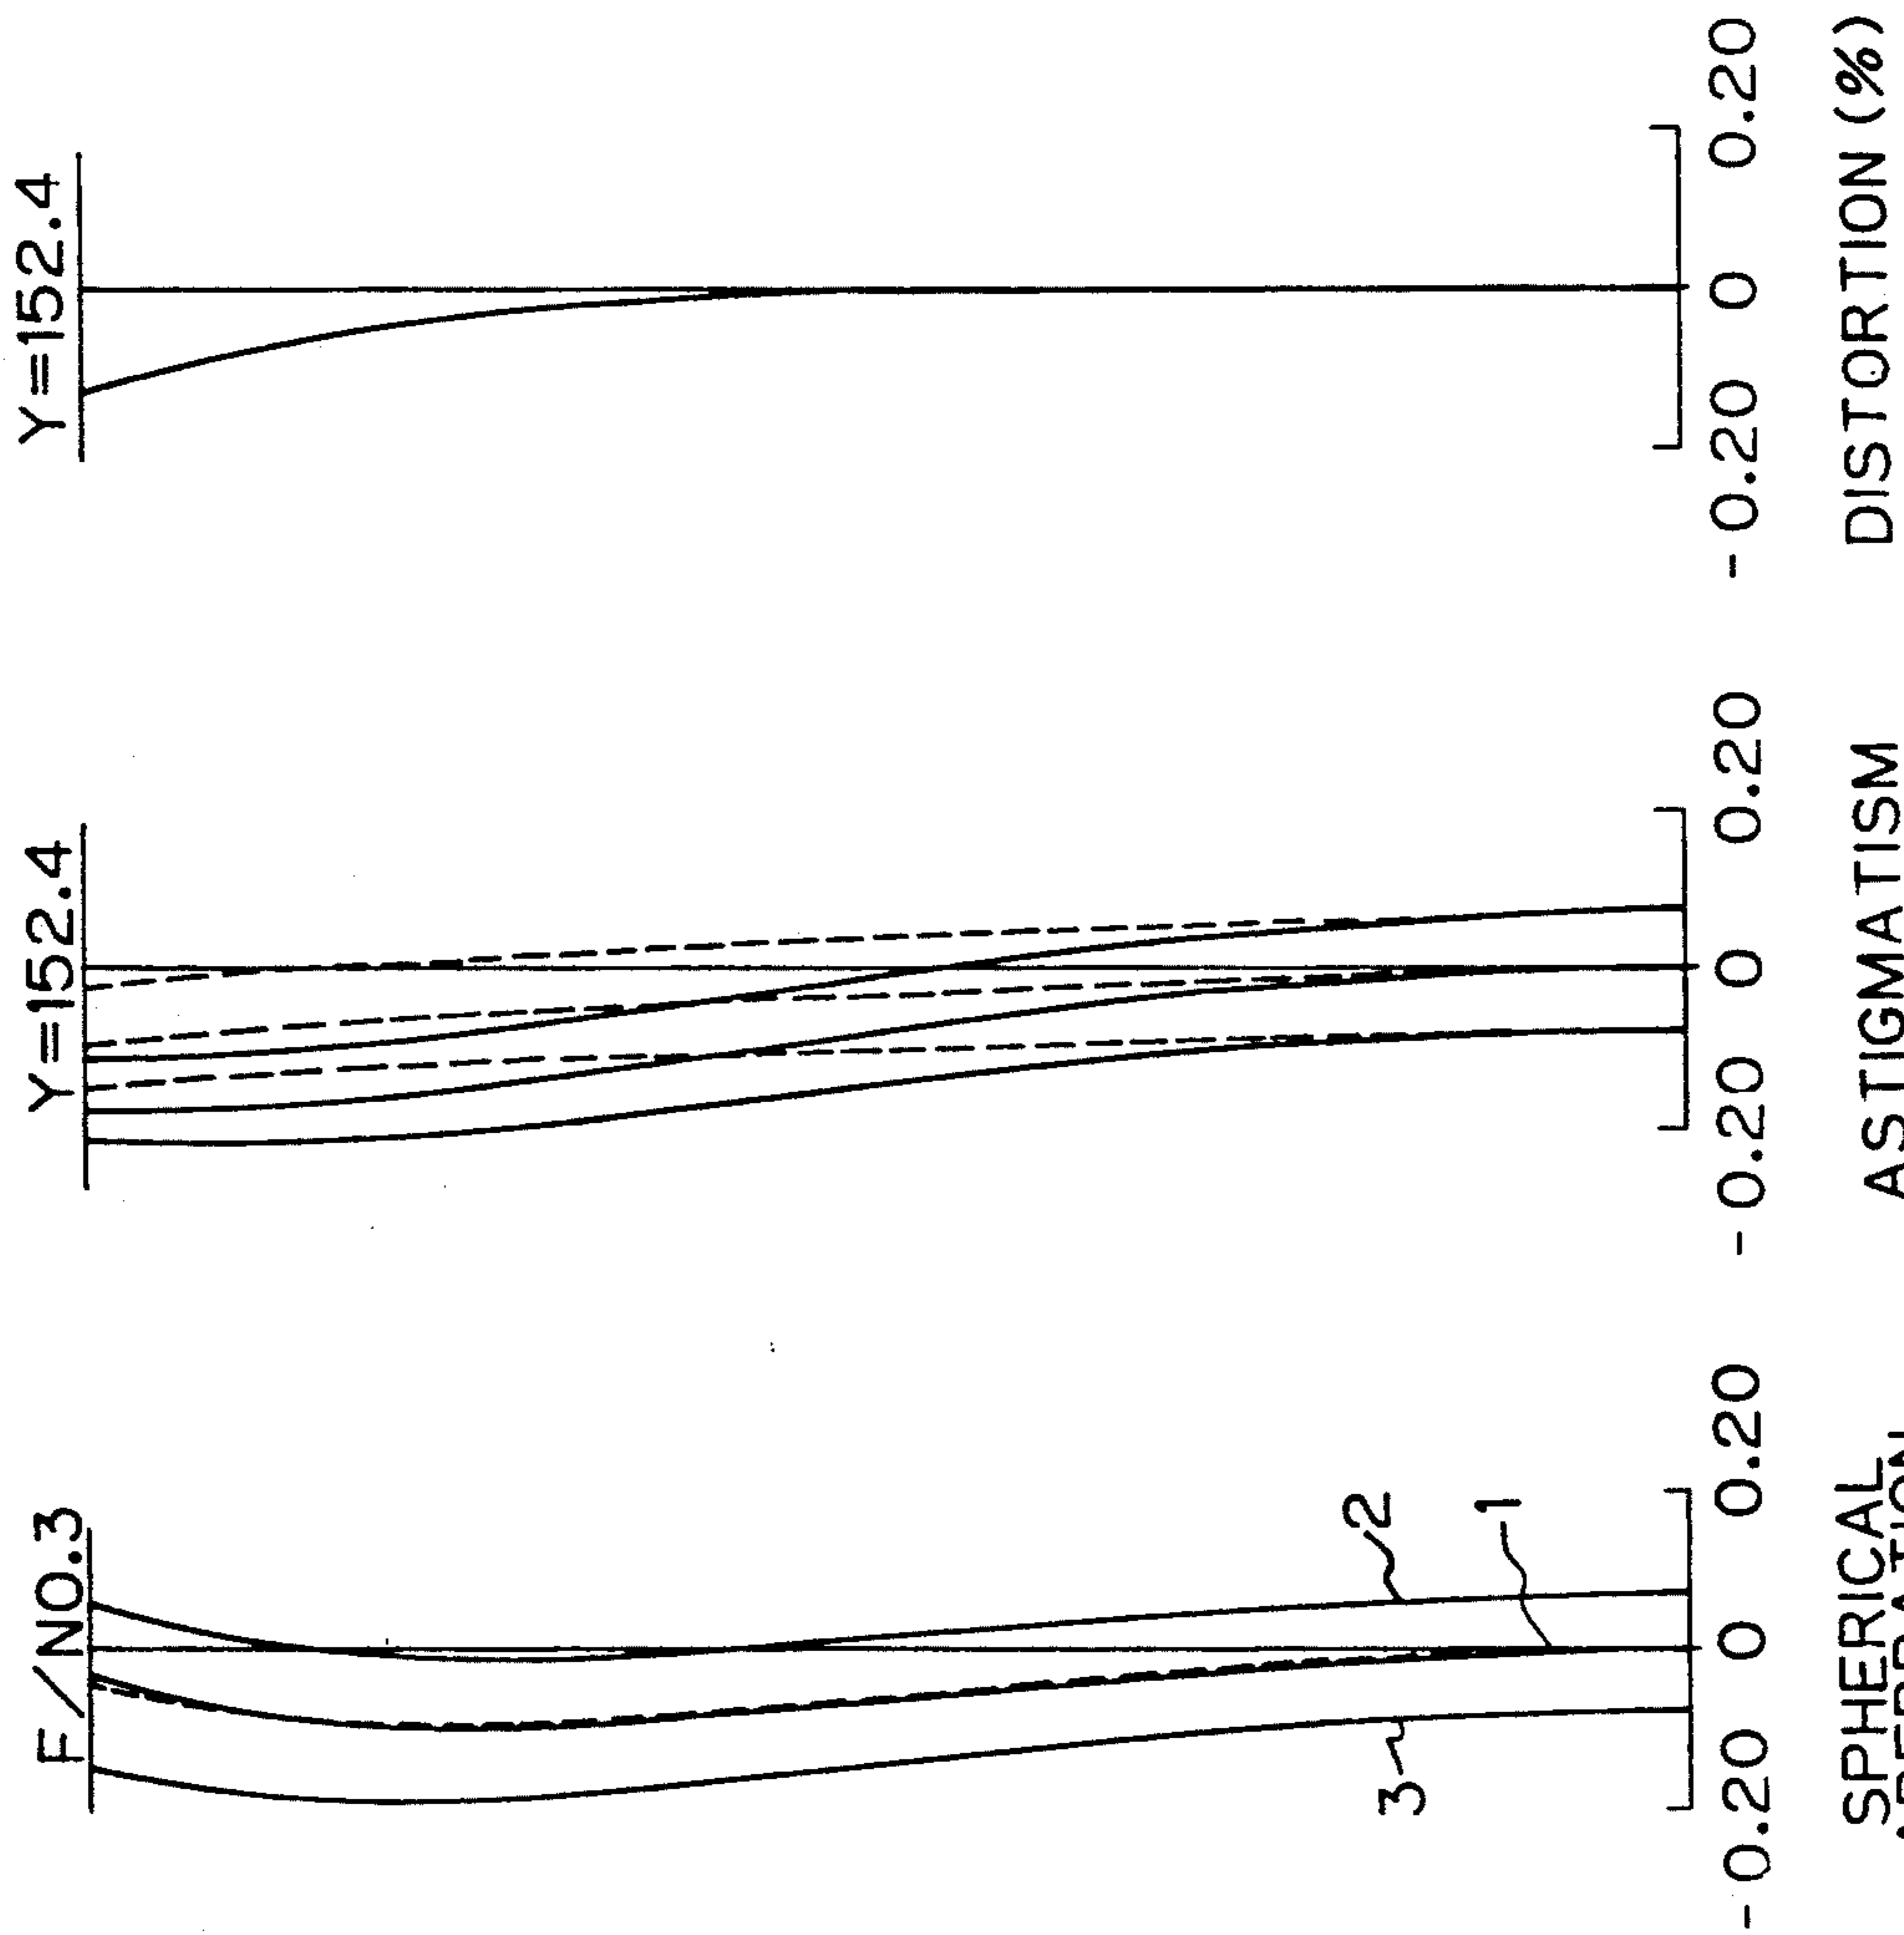 F/NO.3
2
1
3
-0.20 0 0.20
SPHERICAL
ABERRATION
Y=152.4
-0.20 0 0.20
ASTIGMATISM
Y=152.4
-0.20 0 0.20
DISTORTION (%)